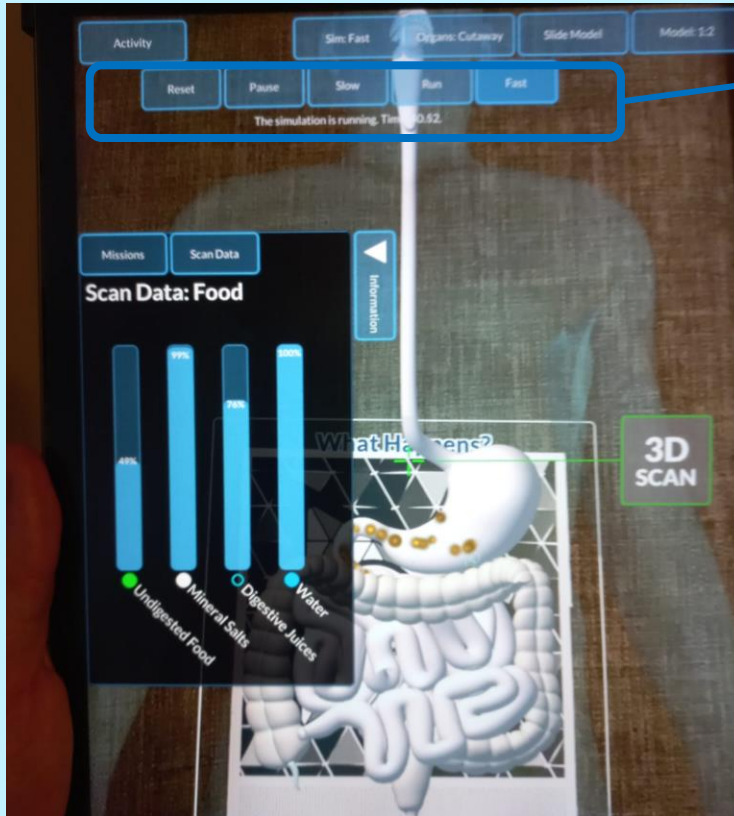 Activity
Sim: Fast
Organs: Cutaway
Slide Model
Model: 1:2
Reset
Pause
Slow
Run
Fast
The simulation is running.
Missions
Scan Data
Information
Scan Data: Food
49%
99%
76%
100%
Undigested Food
Mineral Salts
Digestive Juices
Water
What Happens?
3D
SCAN